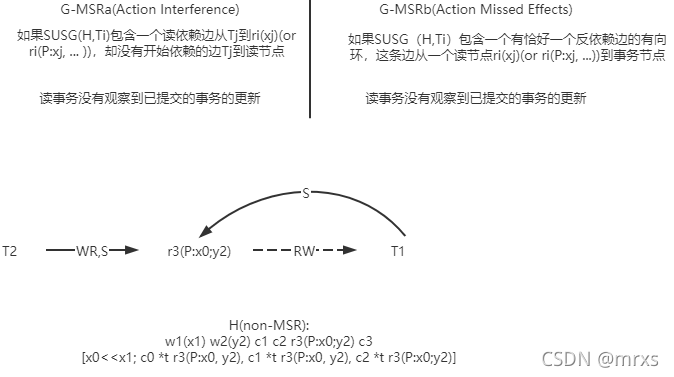 G-MSRa(Action Interference)
如果SUSG(H,Ti)包含一个读依赖边从Tj到ri(xj)(or
ri(P:xj, ... )），却没有开始依赖的边Tj到读节点
读事务没有观察到已提交的事务的更新
G-MSRb(Action Missed Effects)
如果SUSG（H,Ti）包含一个有恰好一个反依赖边的有向
环，这条边从一个读节点ri(xj)(or ri(P:xj, ...))到事务节点
读事务没有观察到已提交的事务的更新
S
T2
WR,S
r3(P:x0;y2)
RW
T1
H(non-MSR):
w1(x1) w2(y2) c1 c2 r3(P:x0;y2) c3
[x0<<x1; c0 *t r3(P:x0, y2), c1 *t r3(P:x0, y2), c2 *t r3(P:x0;y2)]
CSDN @mrxs